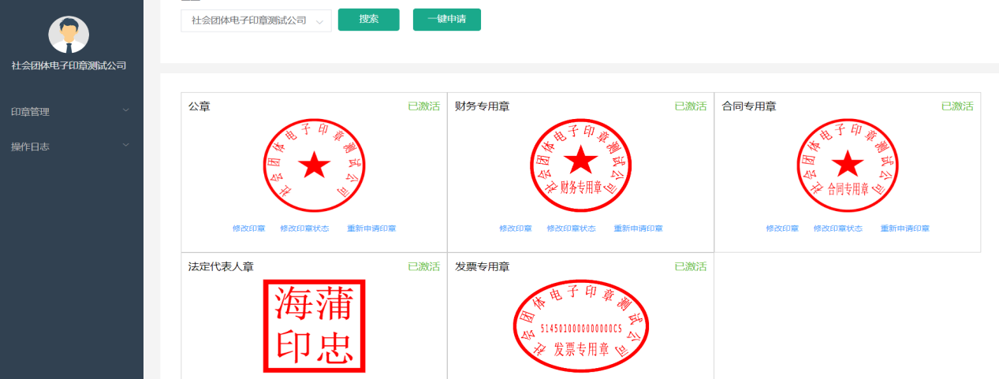 社会团体电子印章测试公司
搜索
一键申请
社会团体电子印章测试公司
印章管理
操作日志
公章
已激活
社会团体电子印章测试公司
修改印章 修改印章状态 重新申请印章
财务专用章
已激活
社会团体电子印章测试公司
财务专用章
修改印章 修改印章状态 重新申请印章
合同专用章
已激活
社会团体电子印章测试公司
合同专用章
修改印章 修改印章状态 重新申请印章
法定代表人章
已激活
海蒲
印忠
发票专用章
已激活
社会团体电子印章测试公司
发票专用章